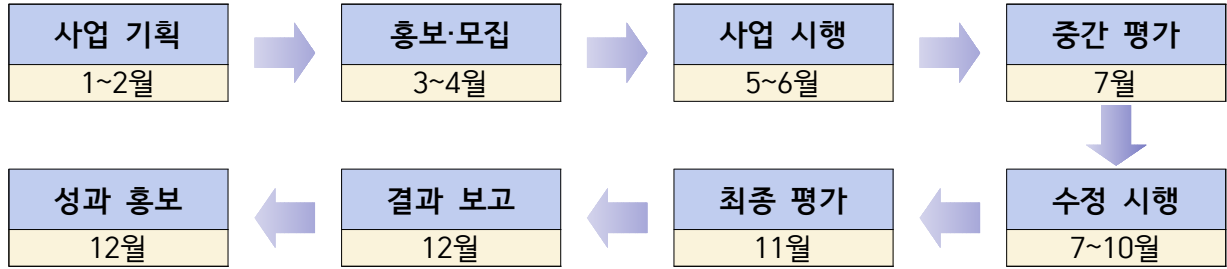 사업 기획
1~2월
홍보·모집
3~4월
사업 시행
5~6월
중간 평가
7월
수정 시행
7~10월
최종 평가
11월
결과 보고
12월
성과 홍보
12월